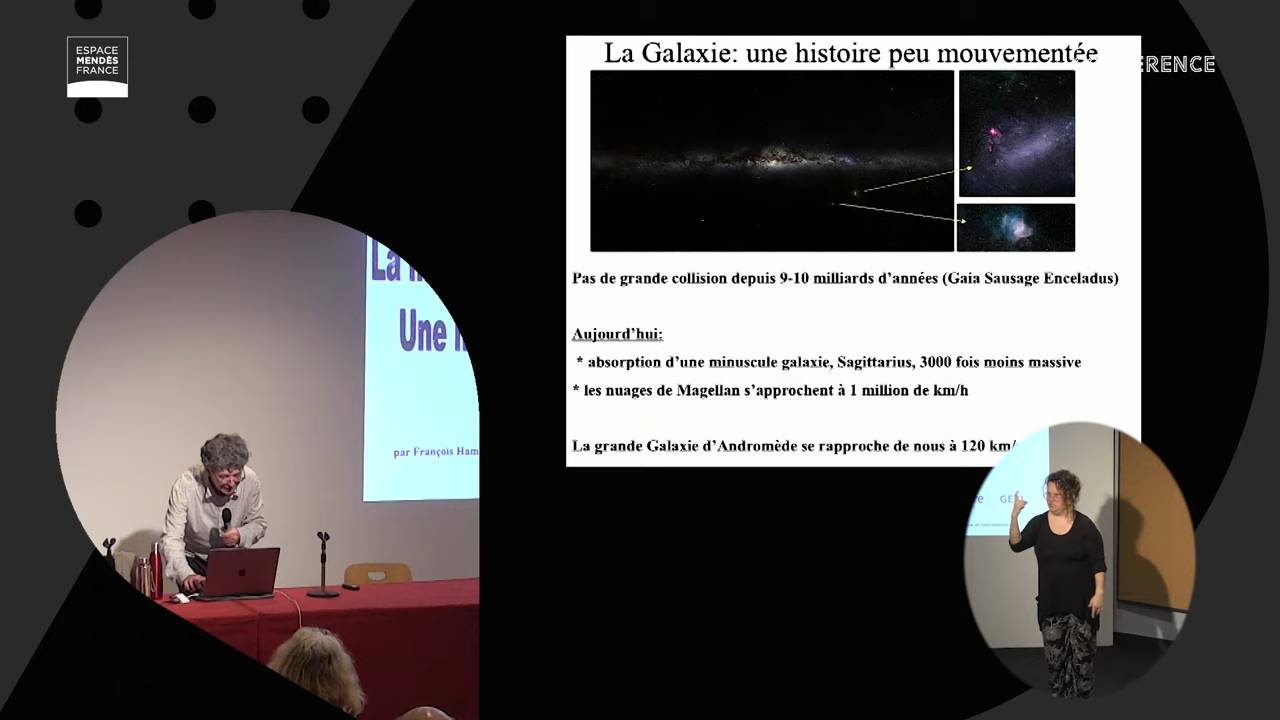 ESPACE
MENDÈS
FRANCE
La Galaxie: une histoire peu mouvementée
ERENCE
Pas de grande collision depuis 9-10 milliards d’années (Gaia Sausage Enceladus)
Aujourd’hui:
* absorption d’une minuscule galaxie, Sagittarius, 3000 fois moins massive
* les nuages de Magellan s’approchent à 1 million de km/h
La grande Galaxie d’Andromède se rapproche de nous à 120 km/
La
Une
par François Ham